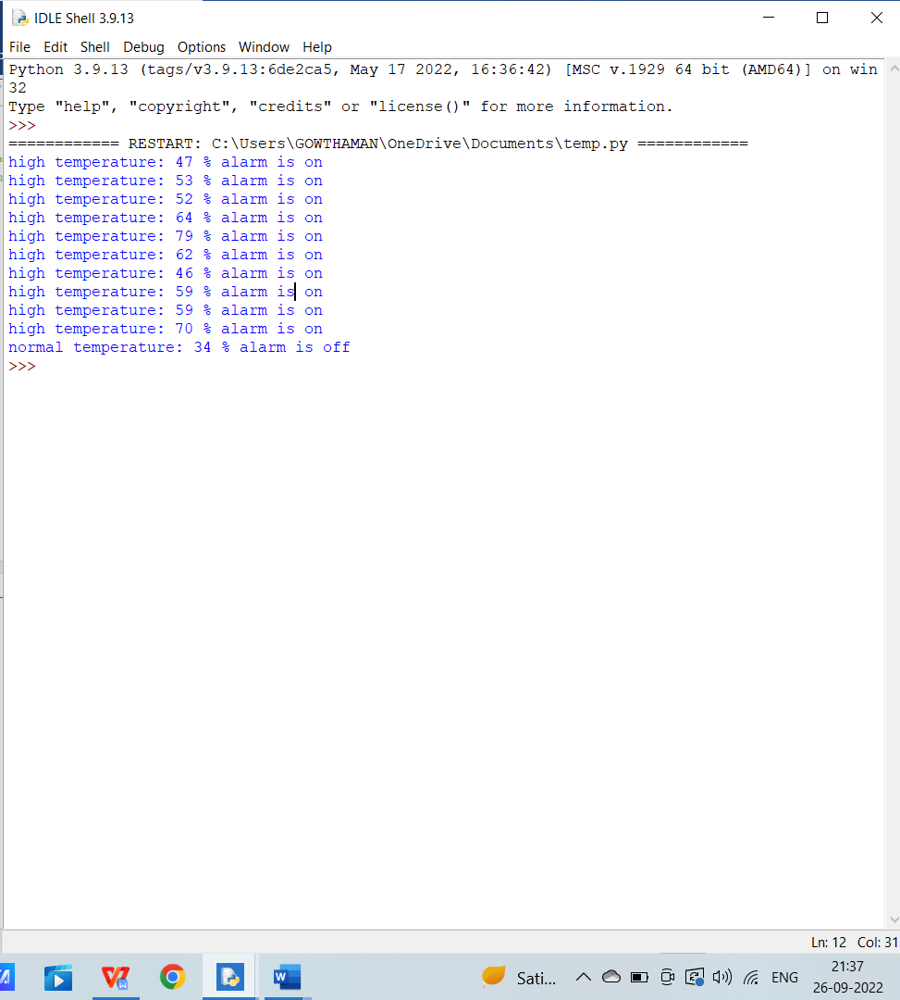 IDLE Shell 3.9.13
File Edit Shell Debug Options Window Help
Python 3.9.13 (tags/v3.9.13:6de2ca5, May 17 2022, 16:36:42) [MSC v.1929 64 bit (AMD64)] on win
32
Type "help", "copyright", "credits" or "license()" for more information.
>>>
============ RESTART: C:\Users\GOWTHAMAN\OneDrive\Documents\temp.py ============
high temperature: 47 % alarm is on
high temperature: 53 % alarm is on
high temperature: 52 % alarm is on
high temperature: 64 % alarm is on
high temperature: 79 % alarm is on
high temperature: 62 % alarm is on
high temperature: 46 % alarm is on
high temperature: 59 % alarm is on
high temperature: 59 % alarm is on
high temperature: 70 % alarm is on
normal temperature: 34 % alarm is off
>>>
Ln: 12 Col: 31
Sati... ENG 21:37
26-09-2022